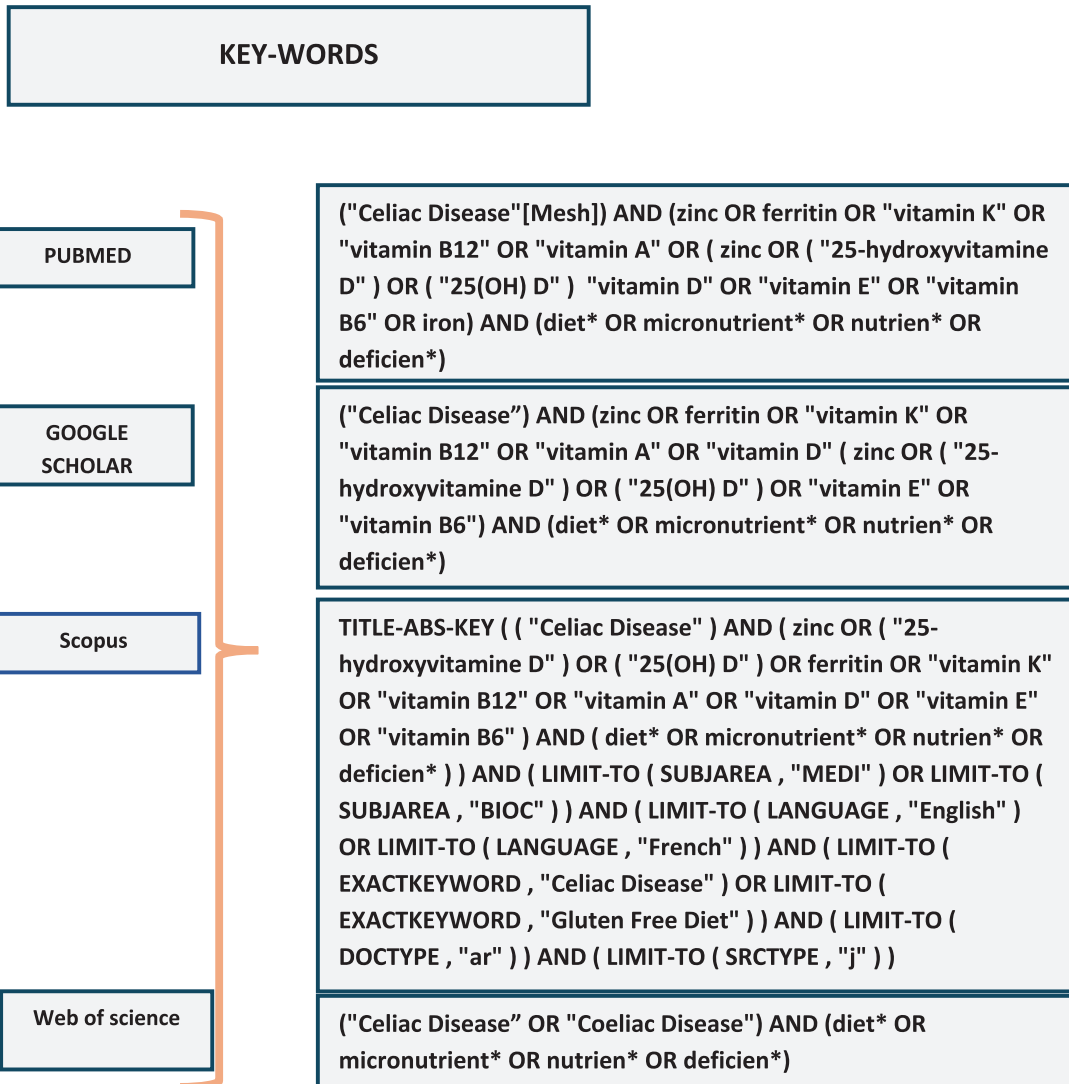 KEY-WORDS
PUBMED
("Celiac Disease"[Mesh]) AND (zinc OR ferritin OR "vitamin K" OR
"vitamin B12" OR "vitamin A" OR ( zinc OR ( "25-hydroxyvitamine
D" ) OR ( "25(OH) D" )  "vitamin D" OR "vitamin E" OR "vitamin
B6" OR iron) AND (diet* OR micronutrient* OR nutrien* OR
deficien*)
GOOGLE
SCHOLAR
("Celiac Disease”) AND (zinc OR ferritin OR "vitamin K" OR
"vitamin B12" OR "vitamin A" OR "vitamin D" ( zinc OR ( "25-
hydroxyvitamine D" ) OR ( "25(OH) D" ) OR "vitamin E" OR
"vitamin B6") AND (diet* OR micronutrient* OR nutrien* OR
deficien*)
Scopus
TITLE-ABS-KEY ( ( "Celiac Disease" ) AND ( zinc OR ( "25-
hydroxyvitamine D" ) OR ( "25(OH) D" ) OR ferritin OR "vitamin K"
OR "vitamin B12" OR "vitamin A" OR "vitamin D" OR "vitamin E"
OR "vitamin B6" ) AND ( diet* OR micronutrient* OR nutrien* OR
deficien* ) ) AND ( LIMIT-TO ( SUBJAREA , "MEDI" ) OR LIMIT-TO (
SUBJAREA , "BIOC" ) ) AND ( LIMIT-TO ( LANGUAGE , "English" )
OR LIMIT-TO ( LANGUAGE , "French" ) ) AND ( LIMIT-TO (
EXACTKEYWORD , "Celiac Disease" ) OR LIMIT-TO (
EXACTKEYWORD , "Gluten Free Diet" ) ) AND ( LIMIT-TO (
DOCTYPE , "ar" ) ) AND ( LIMIT-TO ( SRCTYPE , "j" ) )
Web of science
("Celiac Disease” OR "Coeliac Disease") AND (diet* OR
micronutrient* OR nutrien* OR deficien*)